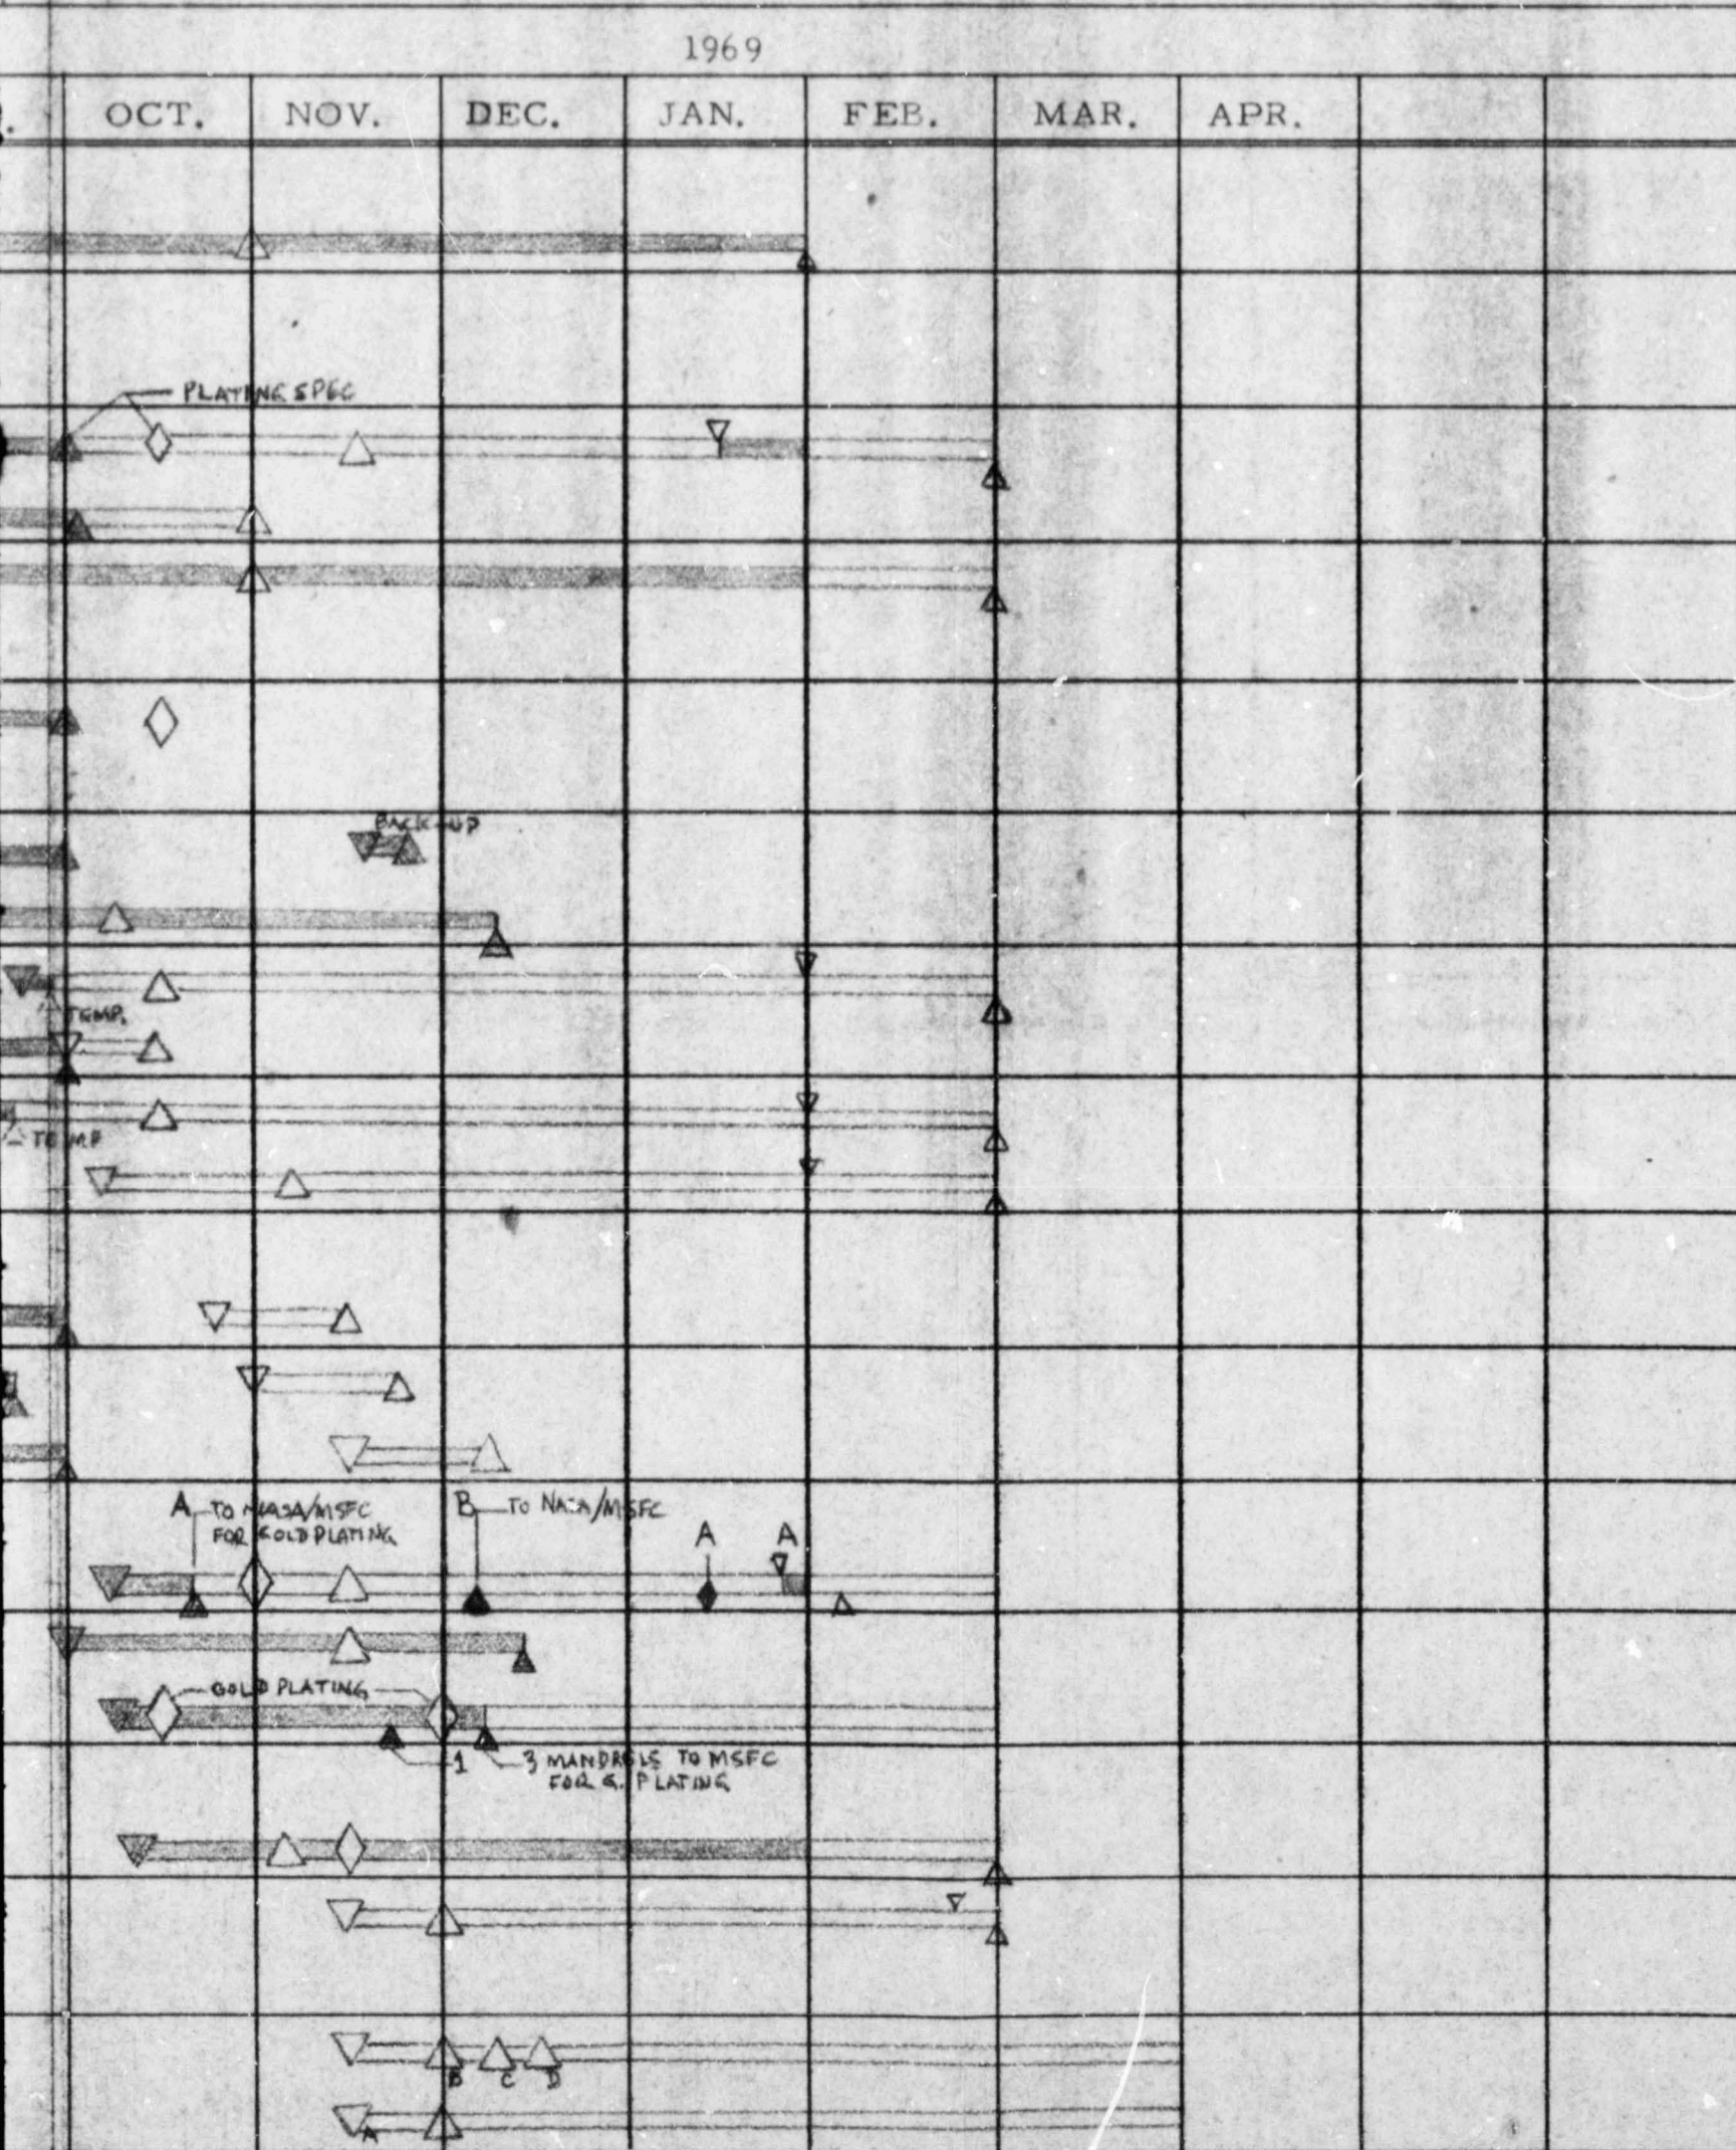 1969
OCT. NOV. DEC. JAN. FEB. MAR. APR.
PLATING SPEC
BACK-UP
TEMP.
TEMP
A TO NASA/MSFC
FOR GOLD PLATING
B TO NASA/MSFC
A A
GOLD PLATING
1
3 MANDRELS TO MSFC
FOR G. PLATING
B C D
A